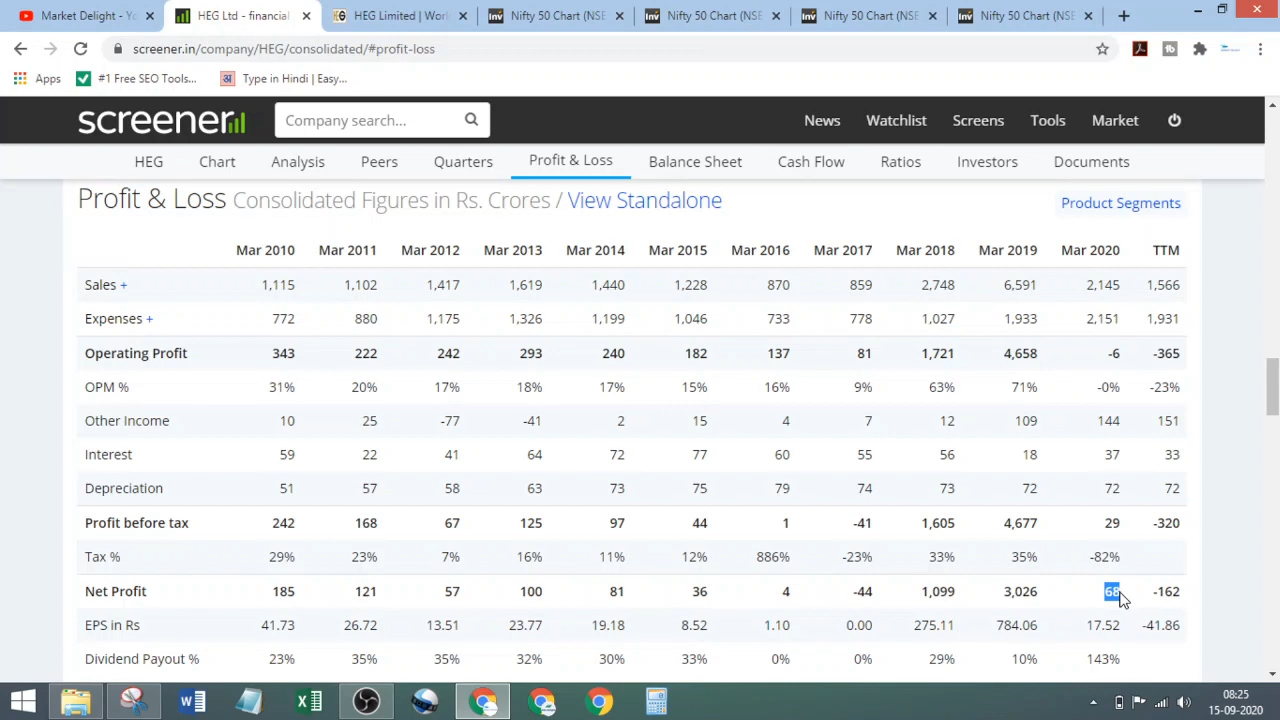 Market Delight - Yo
HEG Ltd - financial
HEG Limited | Work
Nifty 50 Chart (NSE
Nifty 50 Chart (NSE
Nifty 50 Chart (NSE
Nifty 50 Chart (NSE
screener.in/company/HEG/consolidated/#profit-loss
Apps #1 Free SEO Tools... Type in Hindi | Easy...
screener Company search... News Watchlist Screens Tools Market
HEG Chart Analysis Peers Quarters Profit & Loss Balance Sheet Cash Flow Ratios Investors Documents
Profit & Loss Consolidated Figures in Rs. Crores / View Standalone Product Segments
Mar 2010 Mar 2011 Mar 2012 Mar 2013 Mar 2014 Mar 2015 Mar 2016 Mar 2017 Mar 2018 Mar 2019 Mar 2020 TTM
Sales + 1,115 1,102 1,417 1,619 1,440 1,228 870 859 2,748 6,591 2,145 1,566
Expenses + 772 880 1,175 1,326 1,199 1,046 733 778 1,027 1,933 2,151 1,931
Operating Profit 343 222 242 293 240 182 137 81 1,721 4,658 -6 -365
OPM % 31% 20% 17% 18% 17% 15% 16% 9% 63% 71% -0% -23%
Other Income 10 25 -77 -41 2 15 4 7 12 109 144 151
Interest 59 22 41 64 72 77 60 55 56 18 37 33
Depreciation 51 57 58 63 73 75 79 74 73 72 72 72
Profit before tax 242 168 67 125 97 44 1 -41 1,605 4,677 29 -320
Tax % 29% 23% 7% 16% 11% 12% 886% -23% 33% 35% -82%
Net Profit 185 121 57 100 81 36 4 -44 1,099 3,026 68 -162
EPS in Rs 41.73 26.72 13.51 23.77 19.18 8.52 1.10 0.00 275.11 784.06 17.52 -41.86
Dividend Payout % 23% 35% 35% 32% 30% 33% 0% 0% 29% 10% 143%
08:25
15-09-2020